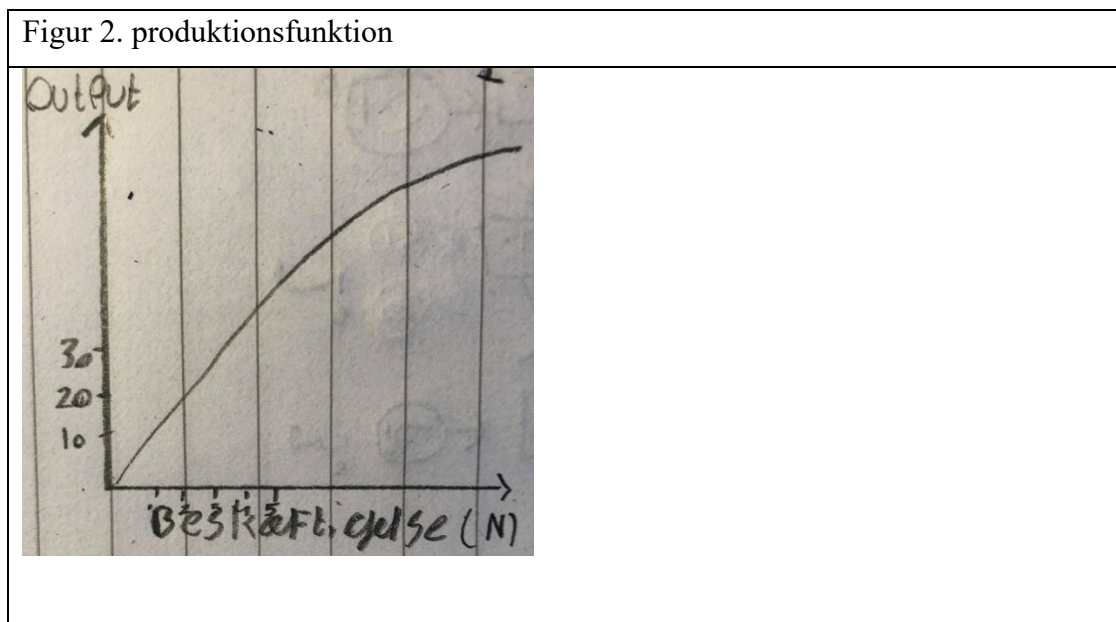 Figur 2. produktionsfunktion
Output
30
20
10
Beskæftigelse (N)